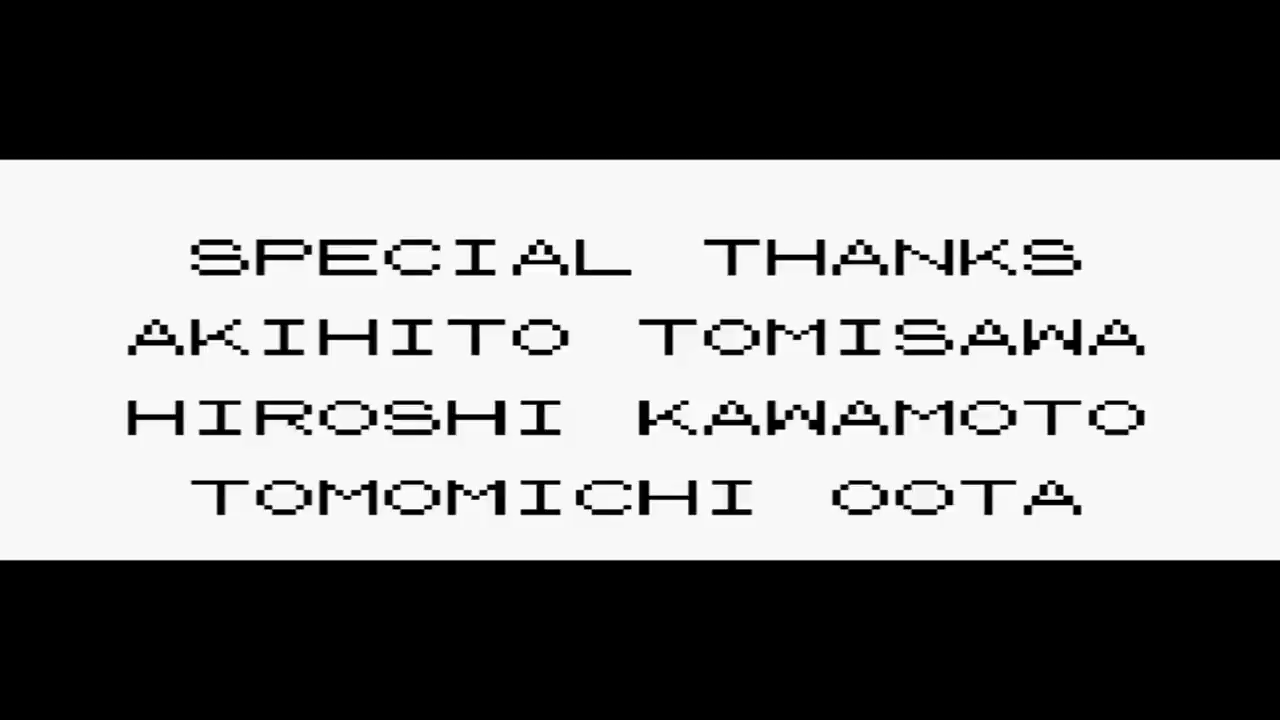 SPECIAL THANKS
AKIHITO TOMISAWA
HIROSHI KAWAMOTO
TOMOMICHI OOTA